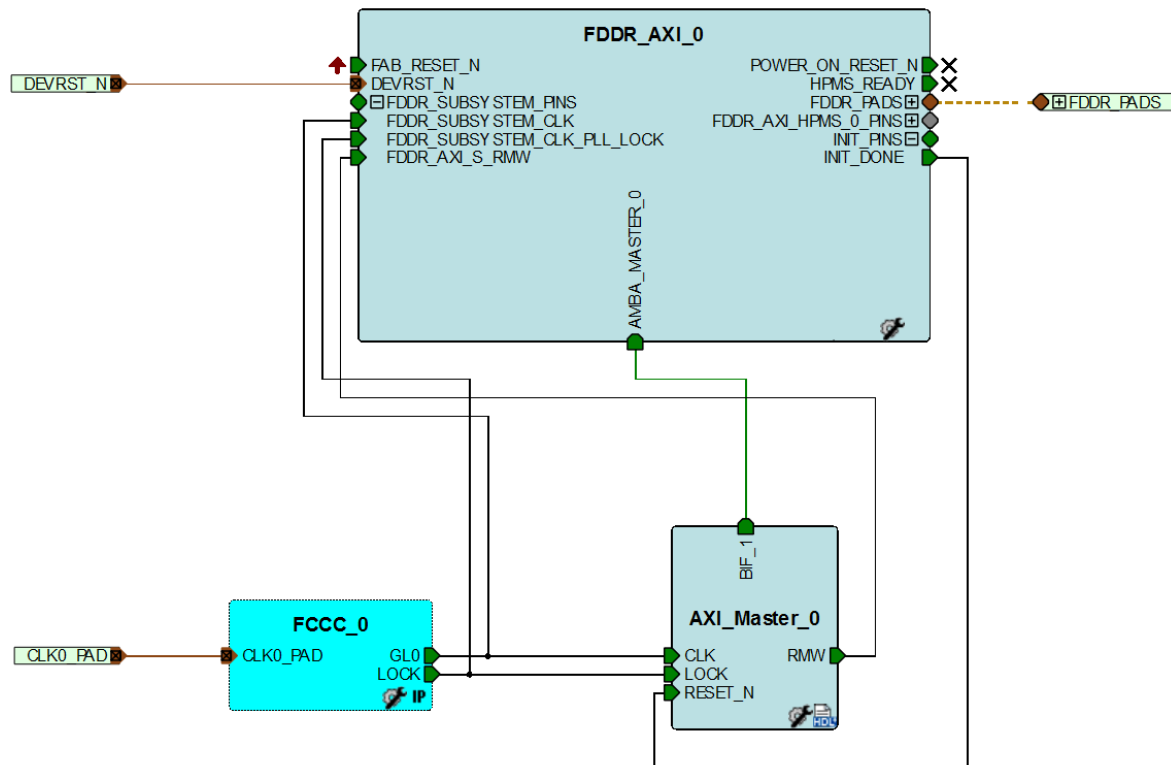 FDDR_AXI_0
FAB_RESET_N
POWER_ON_RESET_N
DEVRST_N
DEVRST_N
HPMS_READY
FDDR_SUBSYSTEM_PINS
FDDR_PADS
FDDR_PADS
FDDR_SUBSYSTEM_CLK
FDDR_AXI_HPMS_0_PINS
FDDR_SUBSYSTEM_CLK_PLL_LOCK
INIT_PINS
FDDR_AXI_S_RMW
INIT_DONE
AMBA_MASTER_0
BIF_1
AXI_Master_0
FCCC_0
CLK0_PAD
CLK0_PAD
GL0
CLK
RMW
LOCK
LOCK
RESET_N
IP
HDL